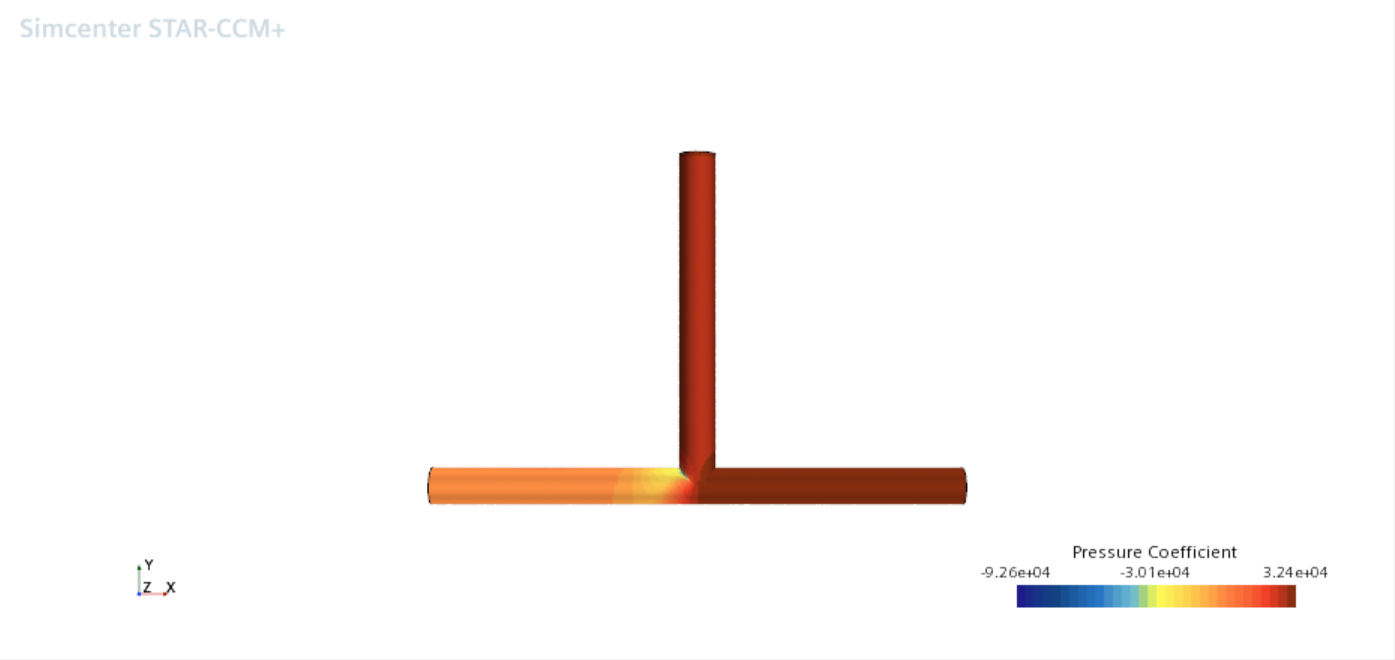 Simcenter STAR-CCM+
Pressure Coefficient
-9.26e+04 -3.01e+04 3.24e+04
Y
Z X